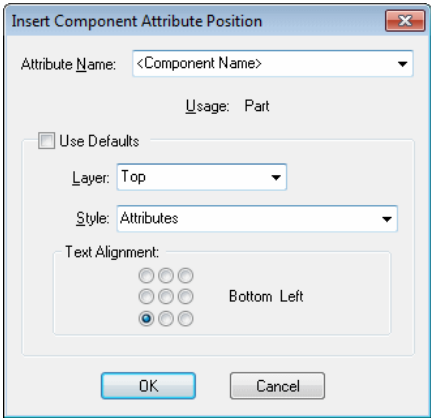 Insert Component Attribute Position
Attribute Name: <Component Name>
Usage: Part
Use Defaults
Layer: Top
Style: Attributes
Text Alignment:
Bottom Left
OK Cancel